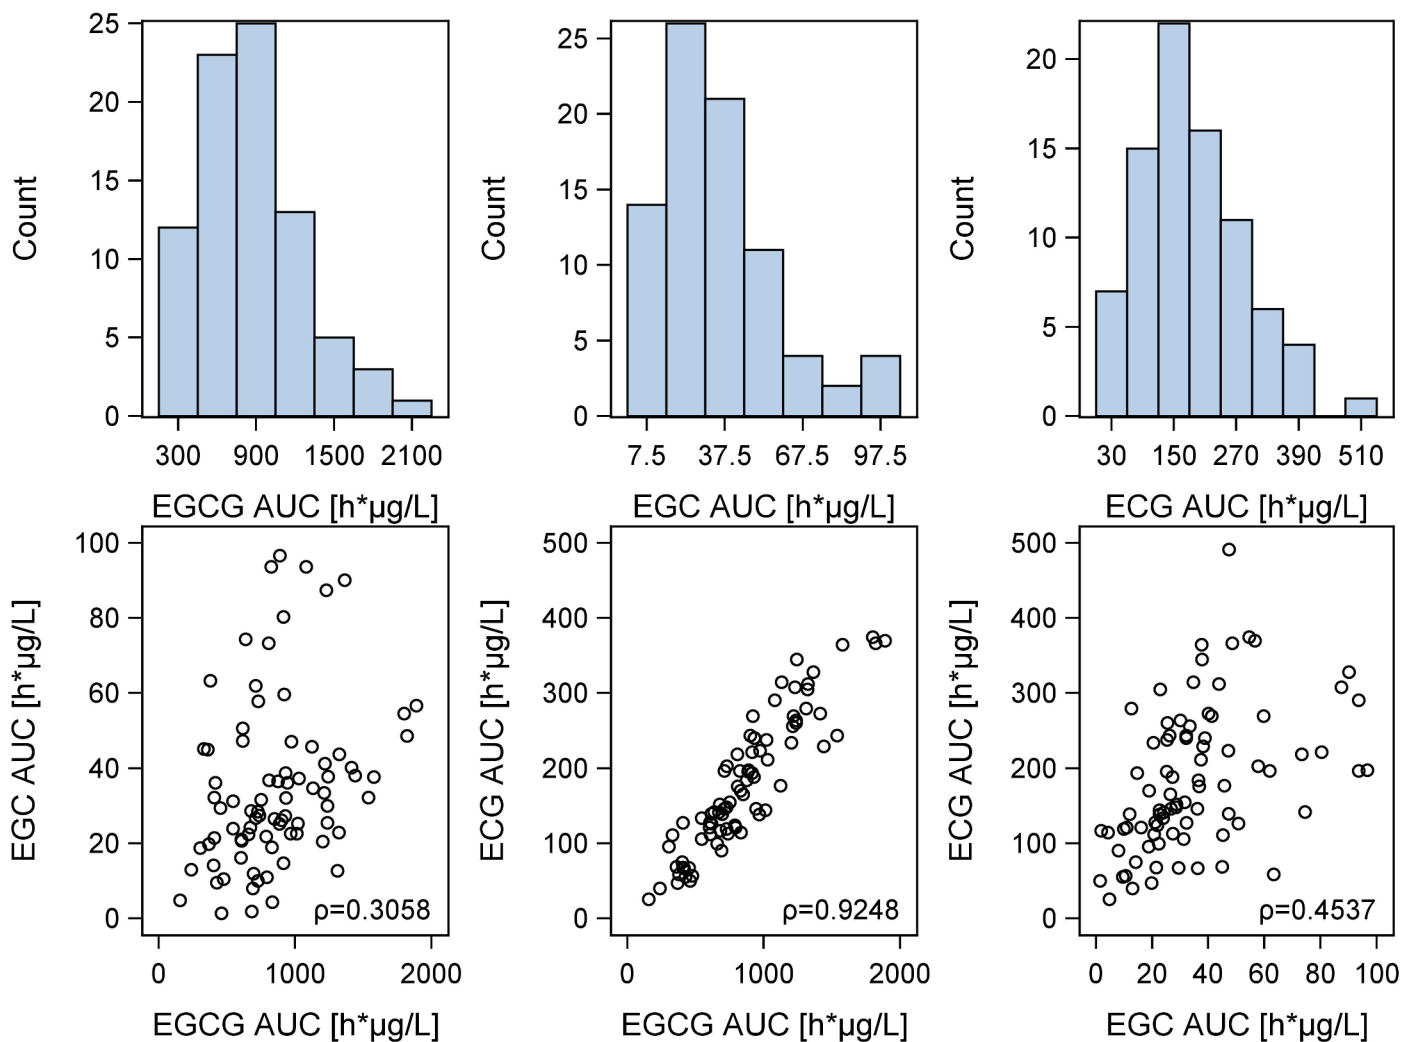 Count
25
20
15
10
5
0
300 900 1500 2100
EGCG AUC [h*µg/L]
Count
25
20
15
10
5
0
7.5 37.5 67.5 97.5
EGC AUC [h*µg/L]
Count
20
15
10
5
0
30 150 270 390 510
ECG AUC [h*µg/L]
EGC AUC [h*µg/L]
100
80
60
40
20
0
ρ=0.3058
0 1000 2000
EGCG AUC [h*µg/L]
ECG AUC [h*µg/L]
500
400
300
200
100
0
ρ=0.9248
0 1000 2000
EGCG AUC [h*µg/L]
ECG AUC [h*µg/L]
500
400
300
200
100
0
ρ=0.4537
0 20 40 60 80 100
EGC AUC [h*µg/L]